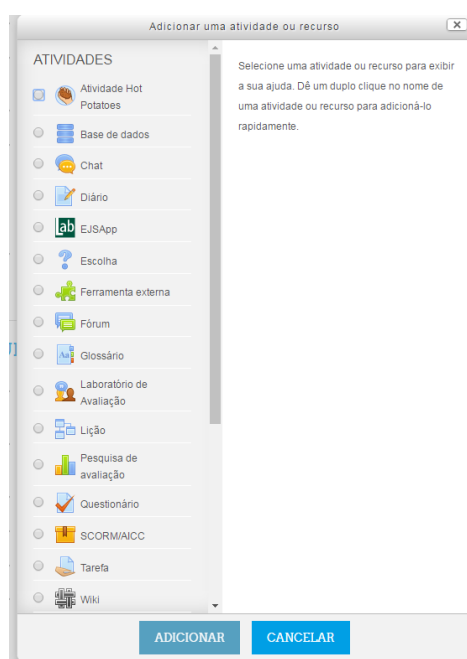 Adicionar uma atividade ou recurso
ATIVIDADES
Atividade Hot
Potatoes
Base de dados
Chat
Diário
EJSApp
Escolha
Ferramenta externa
Fórum
Glossário
Laboratório de
Avaliação
Lição
Pesquisa de
avaliação
Questionário
SCORM/AICC
Tarefa
Wiki
Selecione uma atividade ou recurso para exibir
a sua ajuda. Dê um duplo clique no nome de
uma atividade ou recurso para adicioná-lo
rapidamente.
ADICIONAR
CANCELAR